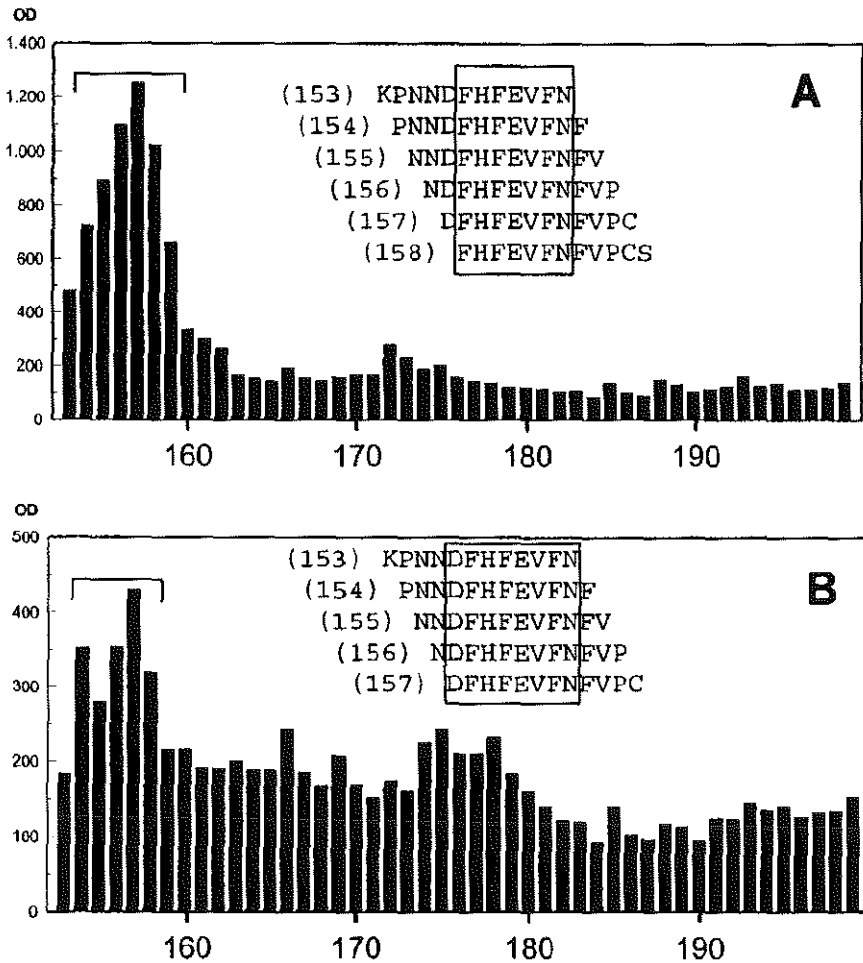 OD
1.400
1.200
1.000
800
600
400
200
0
A
(153) KPNNDFHFEVFN
(154) PNNDFHFEVFNF
(155) NNDFHFEVFNFV
(156) NDFHFEVFNFVP
(157) DFHFEVFNFVPC
(158) FHFEVFNFVPCS
160 170 180 190
OD
500
400
300
200
100
0
B
(153) KPNNDFHFEVFN
(154) PNNDFHFEVFNF
(155) NNDFHFEVFNFV
(156) NDFHFEVFNFVP
(157) DFHFEVFNFVPC
160 170 180 190